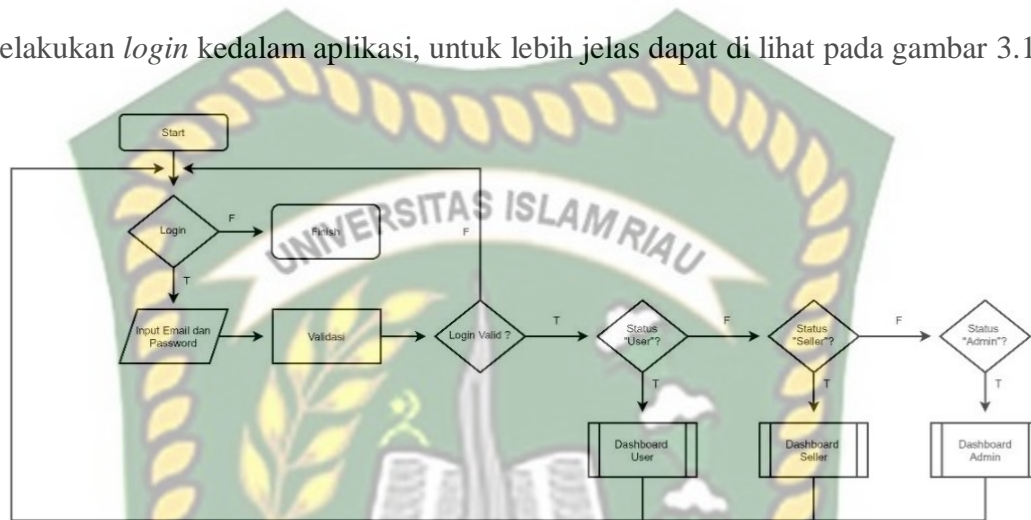 elakukan login kedalam aplikasi, untuk lebih jelas dapat di lihat pada gambar 3.1
Start
UNIVERSITAS ISLAM RIAU
Login
F
Finish
F
T
Input Email dan
Password
Validasi
Login Valid ?
T
Status
"User"?
F
Status
"Seller"?
F
Status
"Admin"?
T
T
T
Dashboard
User
Dashboard
Seller
Dashboard
Admin